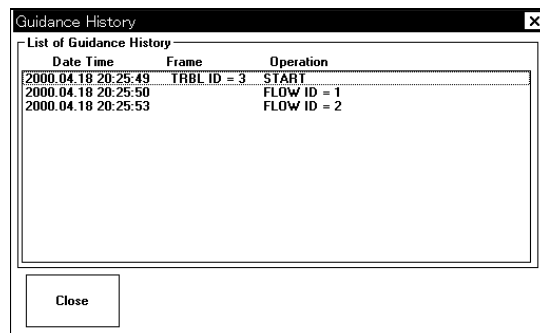 Guidance History
List of Guidance History
Date Time Frame Operation
2000.04.18 20:25:49 TRBL ID = 3 START
2000.04.18 20:25:50 FLOW ID = 1
2000.04.18 20:25:53 FLOW ID = 2
Close